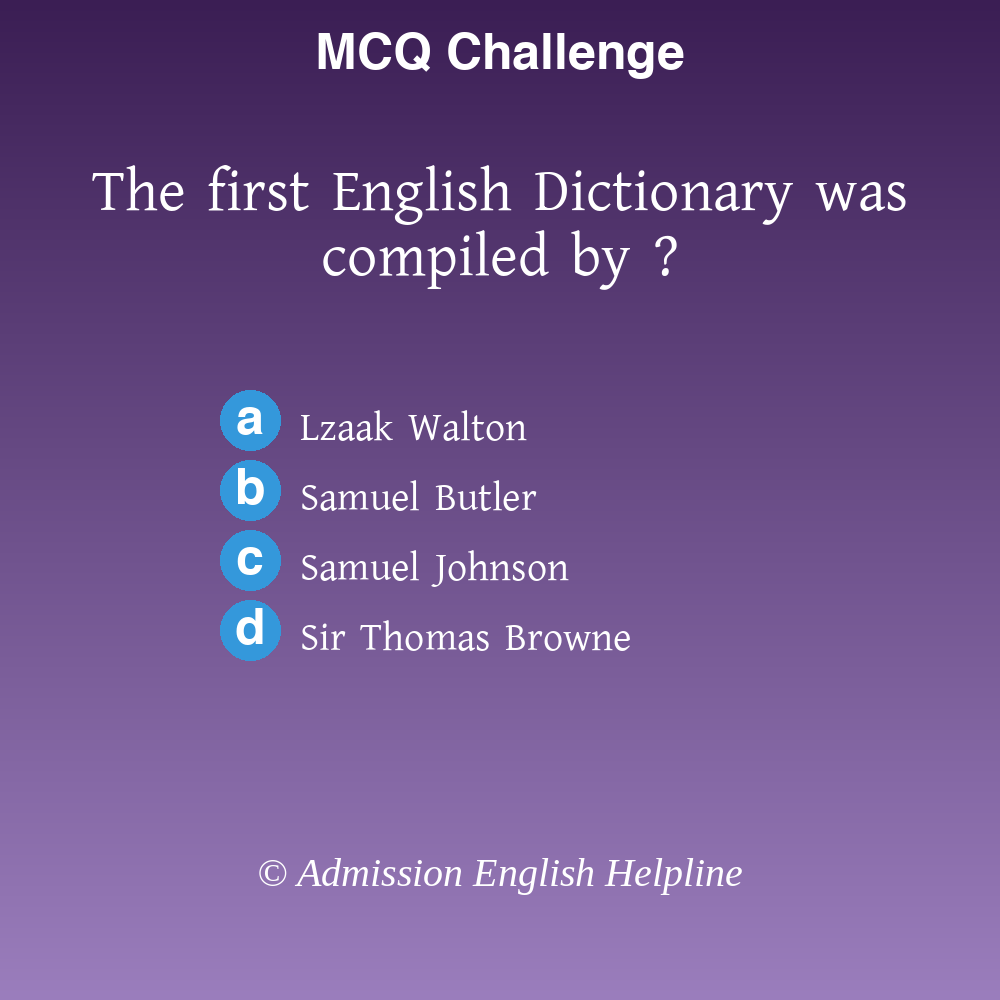 MCQ Challenge
The first English Dictionary was
compiled by ?
a Lzaak Walton
b Samuel Butler
c Samuel Johnson
d Sir Thomas Browne
© Admission English Helpline